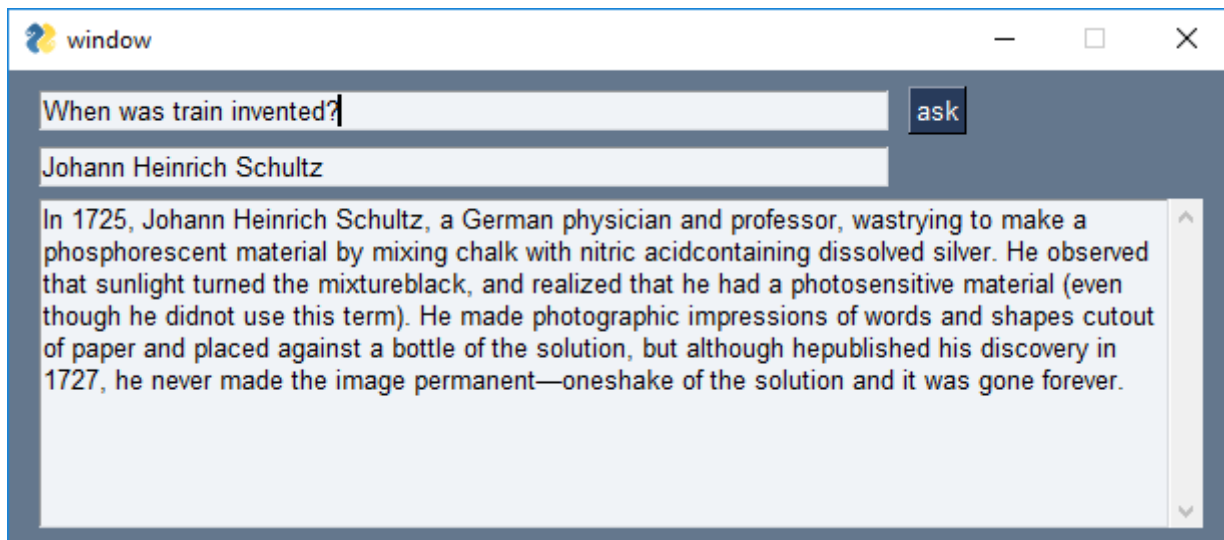 window
When was train invented? ask
Johann Heinrich Schultz
In 1725, Johann Heinrich Schultz, a German physician and professor, wastrying to make a
phosphorescent material by mixing chalk with nitric acidcontaining dissolved silver. He observed
that sunlight turned the mixtureblack, and realized that he had a photosensitive material (even
though he didnot use this term). He made photographic impressions of words and shapes cutout
of paper and placed against a bottle of the solution, but although hepublished his discovery in
1727, he never made the image permanent—oneshake of the solution and it was gone forever.